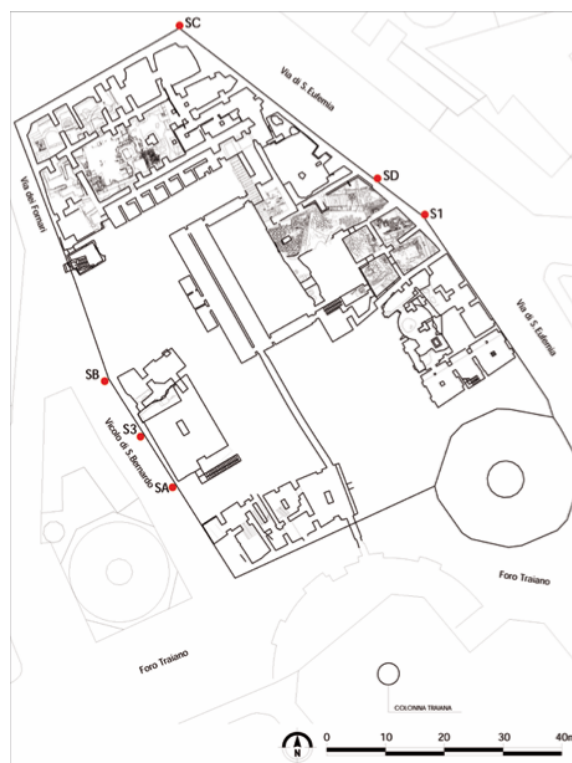 SC
Via di S.Eufemia
SD
S1
Via dei Fornari
Via di S.Eufemia
SB
S3
Vicolo di S.Bernardo
SA
Foro Traiano
Foro Traiano
COLONNA TRAIANA
N
0 10 20 30 40m